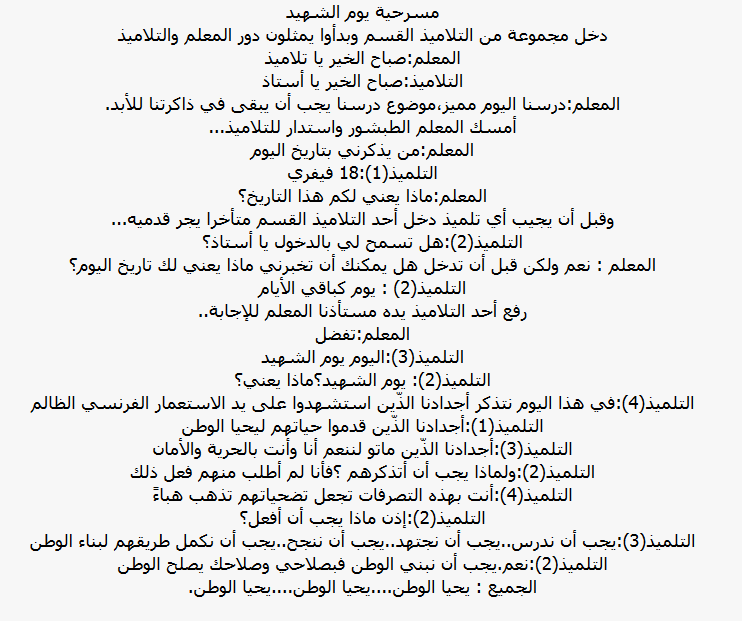 مسرحية يوم الشهيد
دخل مجموعة من التلاميذ القسم وبدأوا يمثلون دور المعلم والتلاميذ
المعلم:صباح الخير يا تلاميذ
التلاميذ:صباح الخير يا أستاذ
المعلم:درسنا اليوم مميز،موضوع درسنا يجب أن يبقى في ذاكرتنا للأبد.
أمسك المعلم الطبشور واستدار للتلاميذ...
المعلم:من يذكرني بتاريخ اليوم
التلميذ(1):18 فيفري
المعلم:ماذا يعني لكم هذا التاريخ؟
وقبل أن يجيب أي تلميذ دخل أحد التلاميذ القسم متأخرا يجر قدميه...
التلميذ(2):هل تسمح لي بالدخول يا أستاذ؟
المعلم : نعم ولكن قبل أن تدخل هل يمكنك أن تخبرني ماذا يعني لك تاريخ اليوم؟
التلميذ(2) : يوم كباقي الأيام
رفع أحد التلاميذ يده مستأذنا المعلم للإجابة..
المعلم:تفضل
التلميذ(3):اليوم يوم الشهيد
التلميذ(2): يوم الشهيد؟ماذا يعني؟
التلميذ(4):في هذا اليوم نتذكر أجدادنا الذّين استشهدوا على يد الاستعمار الفرنسي الظالم
التلميذ(1):أجدادنا الذّين قدموا حياتهم ليحيا الوطن
التلميذ(3):أجدادنا الذّين ماتو لننعم أنا وأنت بالحرية والأمان
التلميذ(2):ولماذا يجب أن أتذكرهم ؟فأنا لم أطلب منهم فعل ذلك
التلميذ(4):أنت بهذه التصرفات تجعل تضحياتهم تذهب هباءً
التلميذ(2):إذن ماذا يجب أن أفعل؟
التلميذ(3):يجب أن ندرس..يجب أن نجتهد..يجب أن ننجح..يجب أن نكمل طريقهم لبناء الوطن
التلميذ(2):نعم.يجب أن نبني الوطن فبصلاحي وصلاحك يصلح الوطن
الجميع : يحيا الوطن....يحيا الوطن....يحيا الوطن.